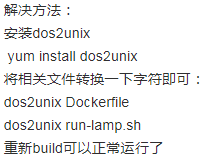 解决方法：
安装dos2unix
yum install dos2unix
将相关文件转换一下字符即可：
dos2unix Dockerfile
dos2unix run-lamp.sh
重新build可以正常运行了